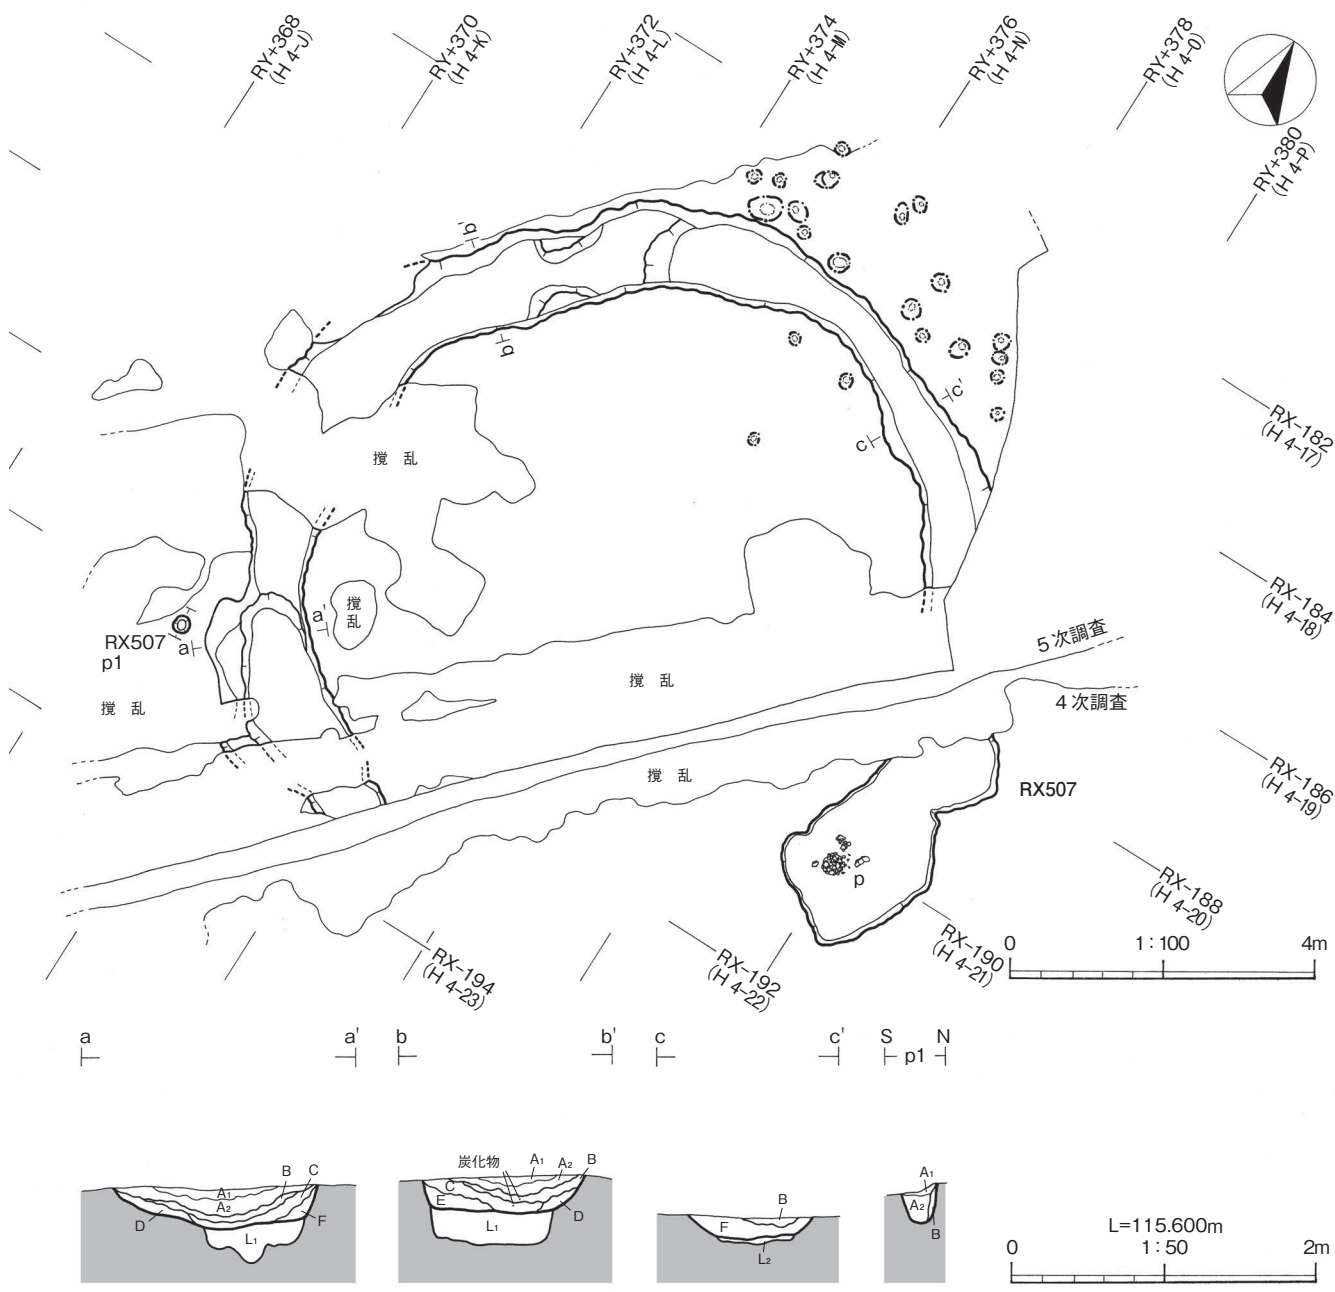 RY+368
(H 4-J)
RY+370
(H 4-K)
RY+372
(H 4-L)
RY+374
(H 4-M)
RY+376
(H 4-N)
RY+378
(H 4-O)
RY+380
(H 4-P)
b'
b
c'
c
撹 乱
RX-182
(H 4-17)
撹
乱
a'
a
RX507
p1
RX-184
(H 4-18)
5次調査
撹 乱
撹 乱
4次調査
撹 乱
RX507
RX-186
(H 4-19)
p
RX-188
(H 4-20)
RX-190
(H 4-21)
RX-192
(H 4-22)
RX-194
(H 4-23)
0 1:100 4m
a a' b b' c c' S p1 N
A1 A2 B C D F L1
炭化物 A1 A2 B C E D L1
B F L2
A1 A2 B
L=115.600m
0 1:50 2m